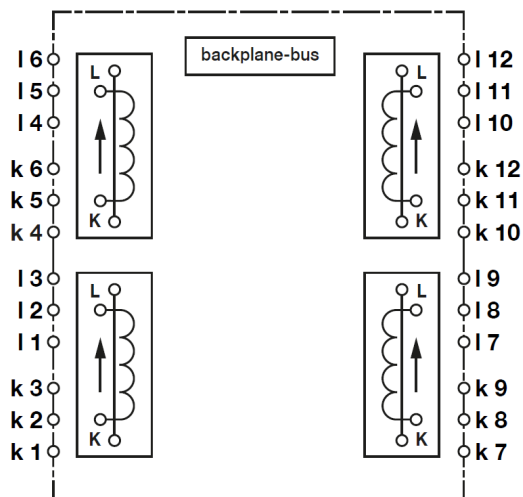 backplane-bus
l 6
l 5
l 4
k 6
k 5
k 4
L
K
l 12
l 11
l 10
k 12
k 11
k 10
L
K
l 3
l 2
l 1
k 3
k 2
k 1
L
K
l 9
l 8
l 7
k 9
k 8
k 7
L
K